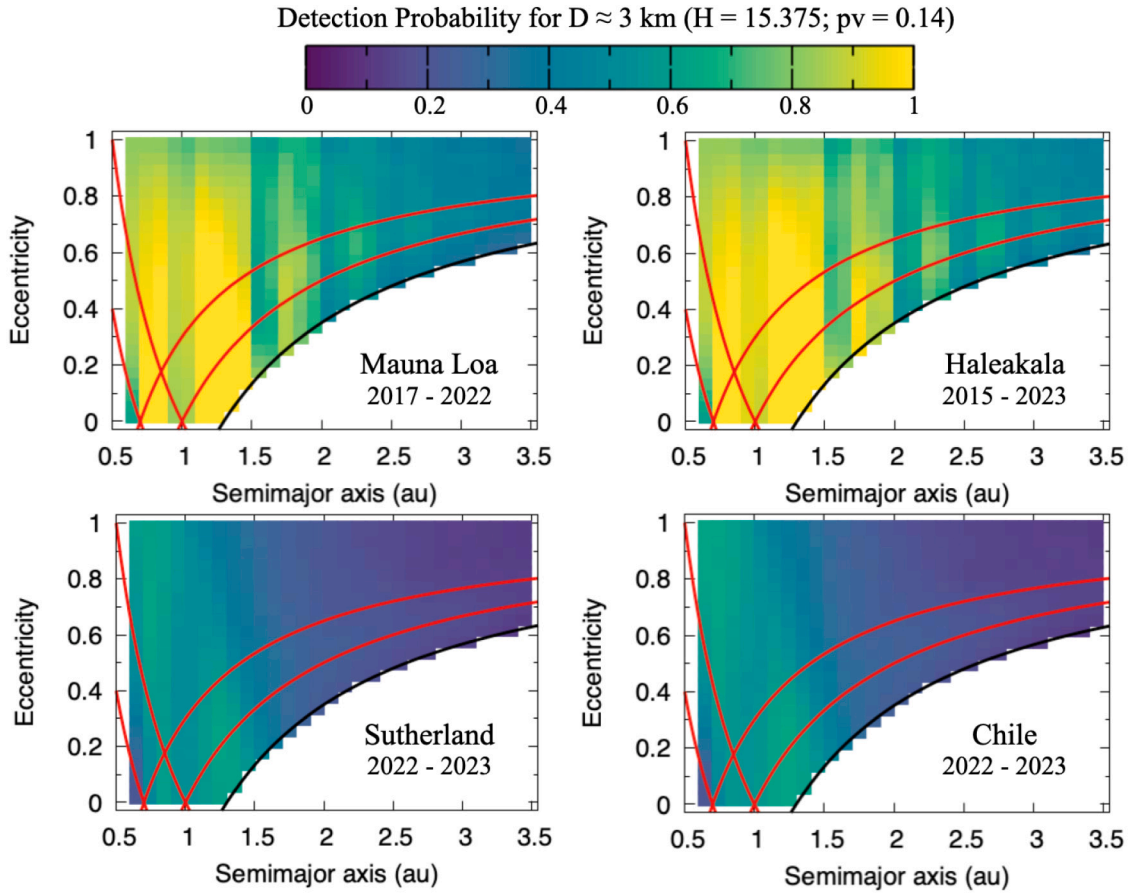 Detection Probability for D ≈ 3 km (H = 15.375; pv = 0.14)
0 0.2 0.4 0.6 0.8 1
1
0.8
0.6
0.4
0.2
0
Eccentricity
Mauna Loa
2017 - 2022
0.5 1 1.5 2 2.5 3 3.5
Semimajor axis (au)
1
0.8
0.6
0.4
0.2
0
Eccentricity
Haleakala
2015 - 2023
0.5 1 1.5 2 2.5 3 3.5
Semimajor axis (au)
1
0.8
0.6
0.4
0.2
0
Eccentricity
Sutherland
2022 - 2023
0.5 1 1.5 2 2.5 3 3.5
Semimajor axis (au)
1
0.8
0.6
0.4
0.2
0
Eccentricity
Chile
2022 - 2023
0.5 1 1.5 2 2.5 3 3.5
Semimajor axis (au)